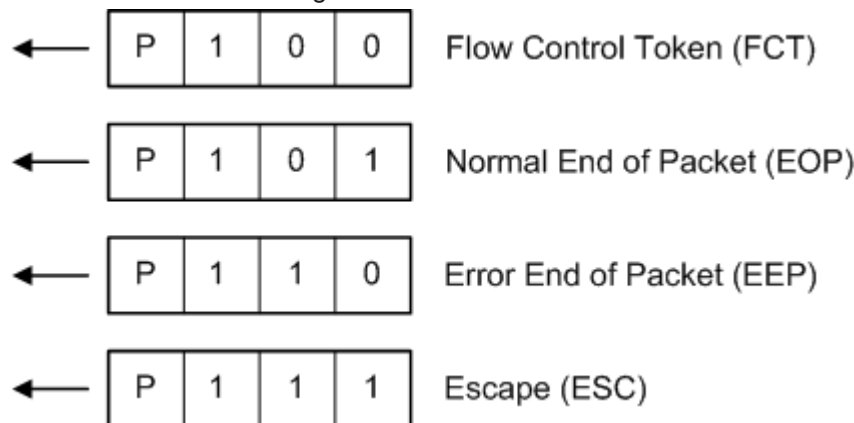 P 1 0 0 Flow Control Token (FCT)
P 1 0 1 Normal End of Packet (EOP)
P 1 1 0 Error End of Packet (EEP)
P 1 1 1 Escape (ESC)